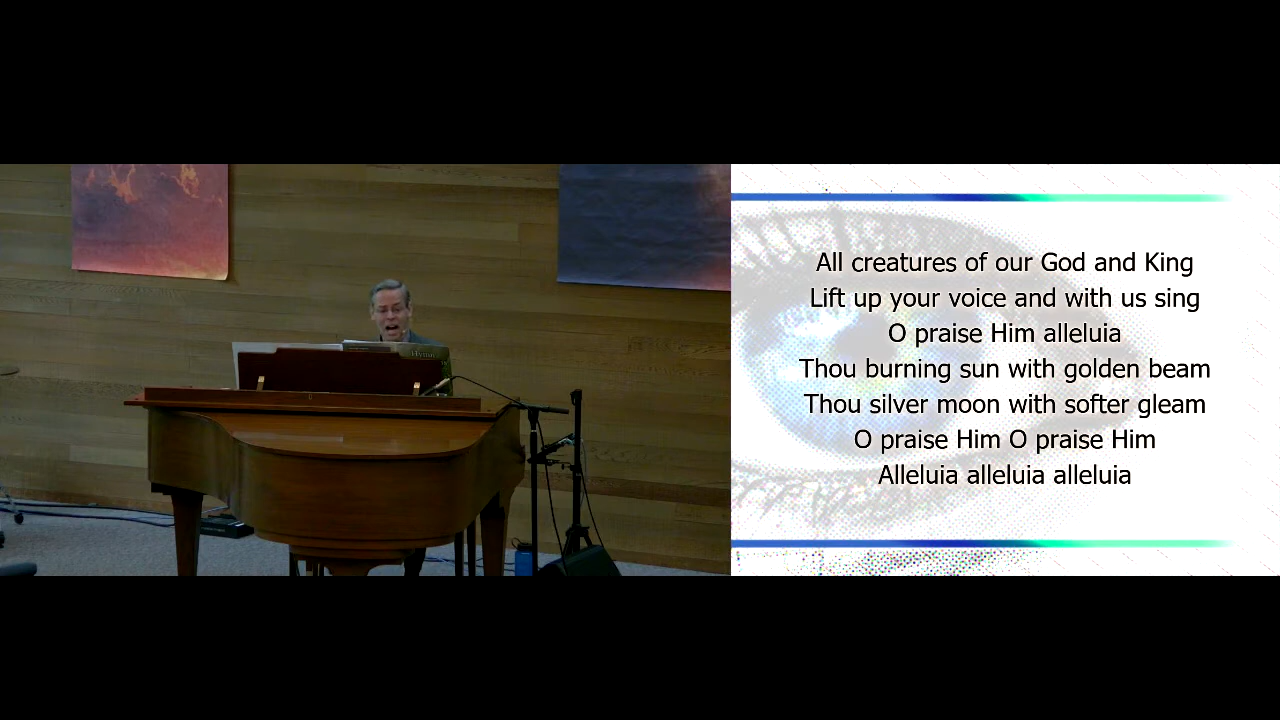 Hymn
All creatures of our God and King
Lift up your voice and with us sing
O praise Him alleluia
Thou burning sun with golden beam
Thou silver moon with softer gleam
O praise Him O praise Him
Alleluia alleluia alleluia